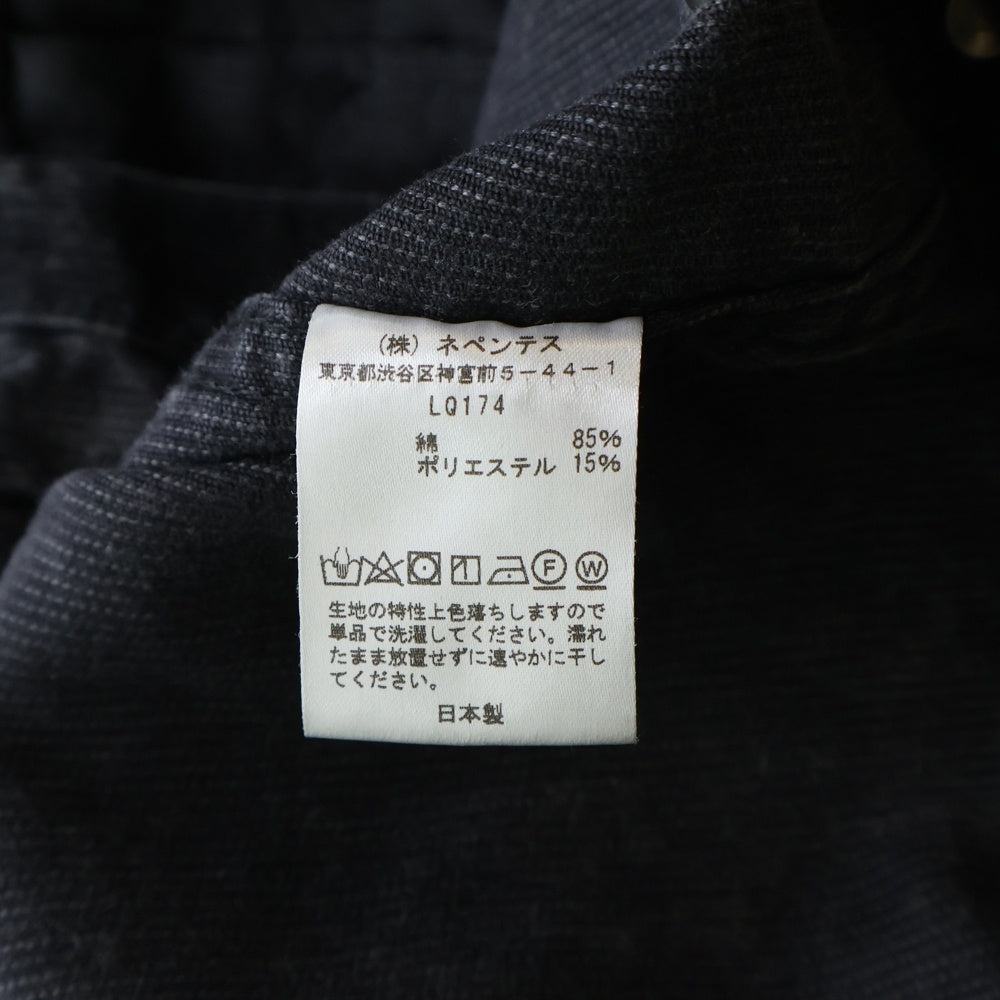 (株) ネペンテス
東京都渋谷区神宮前5-44-1
LQ174
綿 85%
ポリエステル 15%
F W
生地の特性上色落ちしますので
単品で洗濯してください。濡れ
たまま放置せずに速やかに干し
てください。
日本製